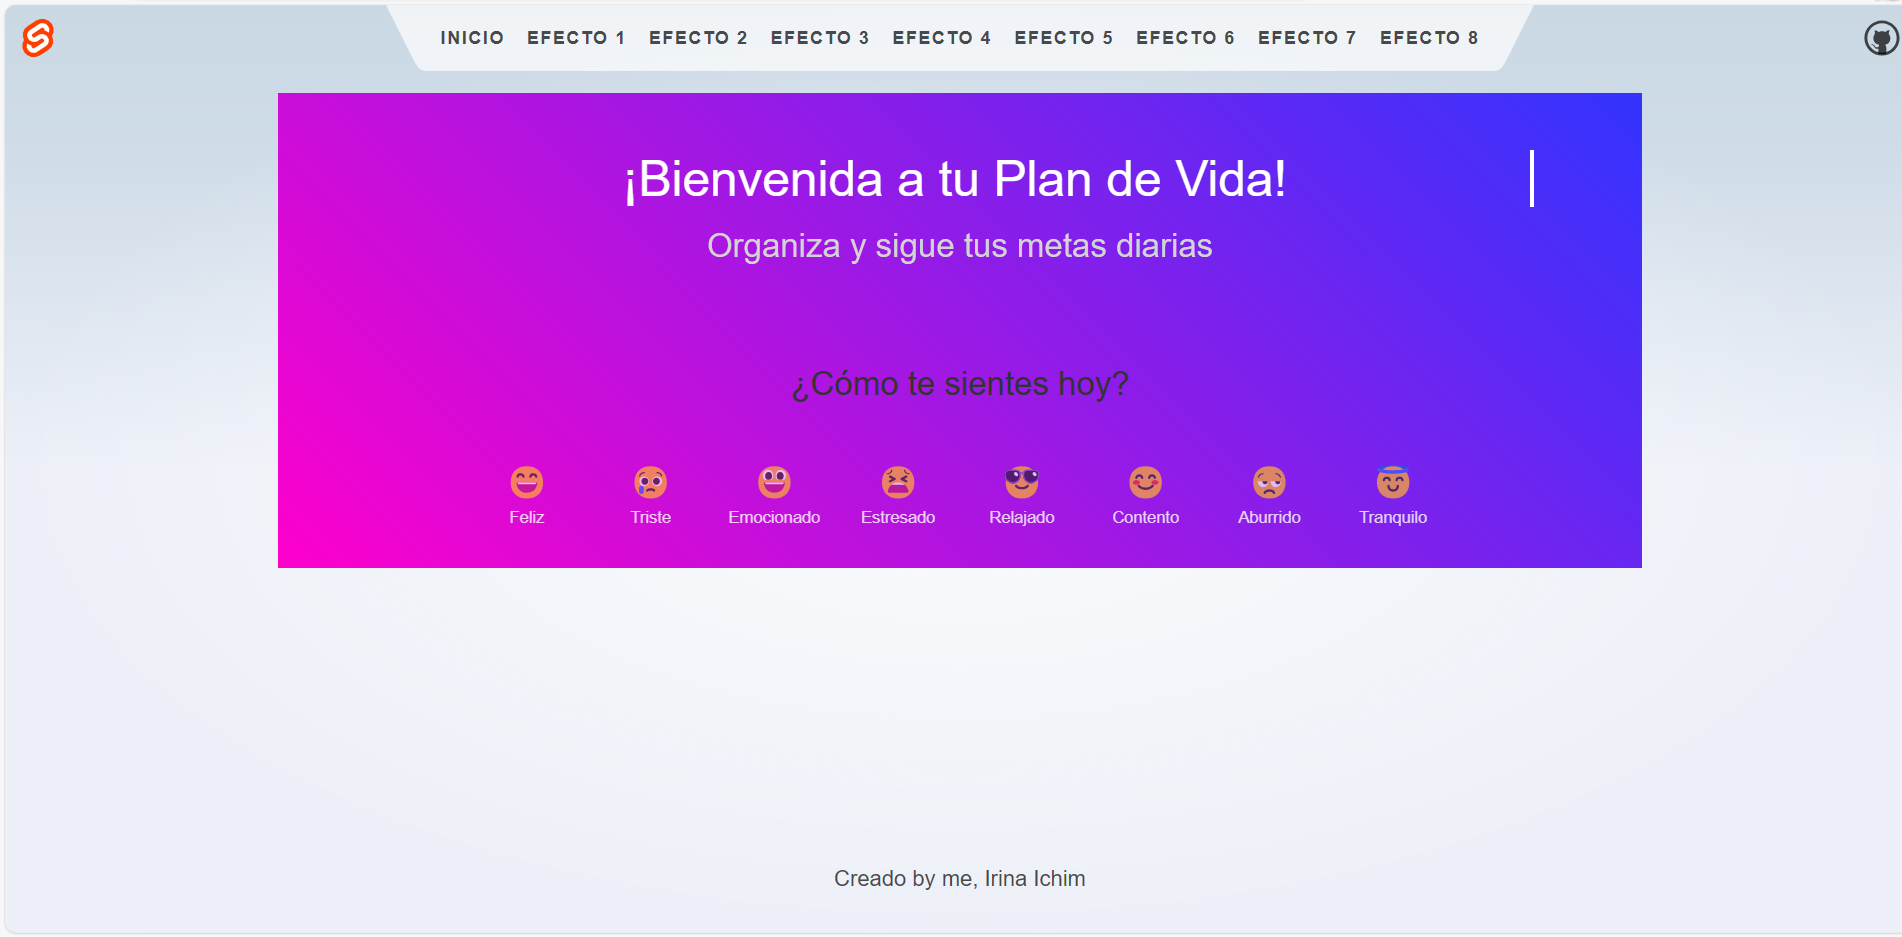 INICIO EFECTO 1 EFECTO 2 EFECTO 3 EFECTO 4 EFECTO 5 EFECTO 6 EFECTO 7 EFECTO 8
¡Bienvenida a tu Plan de Vida!
Organiza y sigue tus metas diarias
¿Cómo te sientes hoy?
Feliz Triste Emocionado Estresado Relajado Contento Aburrido Tranquilo
Creado by me, Irina Ichim